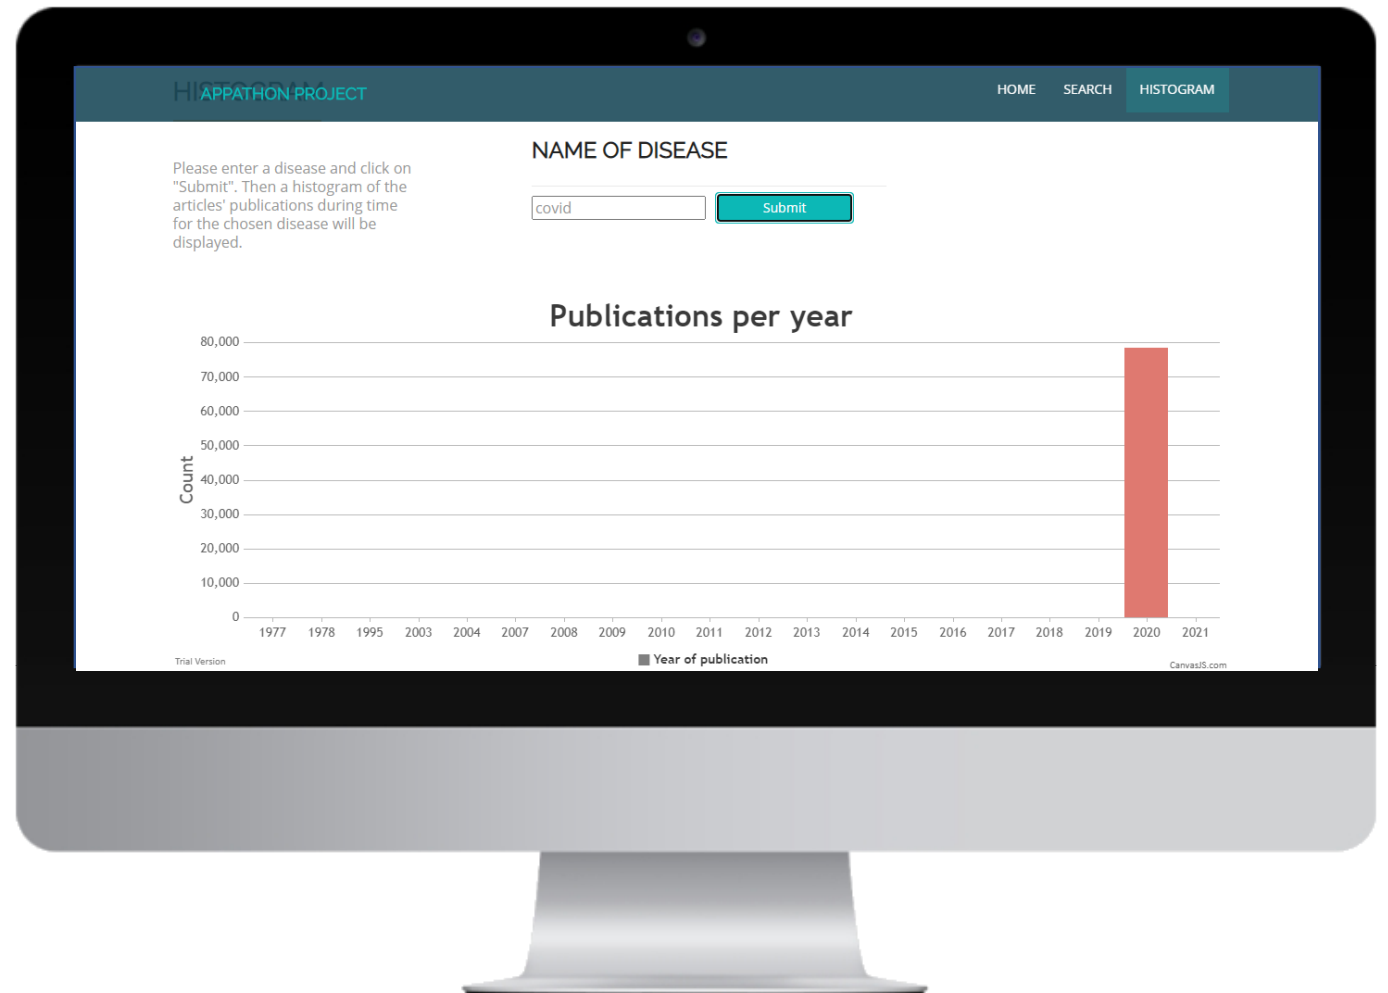 HISTOGRAM
APPATHON PROJECT
HOME SEARCH HISTOGRAM
Please enter a disease and click on
"Submit". Then a histogram of the
articles' publications during time
for the chosen disease will be
displayed.
NAME OF DISEASE
covid Submit
Publications per year
Count
80,000
70,000
60,000
50,000
40,000
30,000
20,000
10,000
0
1977 1978 1995 2003 2004 2007 2008 2009 2010 2011 2012 2013 2014 2015 2016 2017 2018 2019 2020 2021
Year of publication
Trial Version
CanvasJS.com